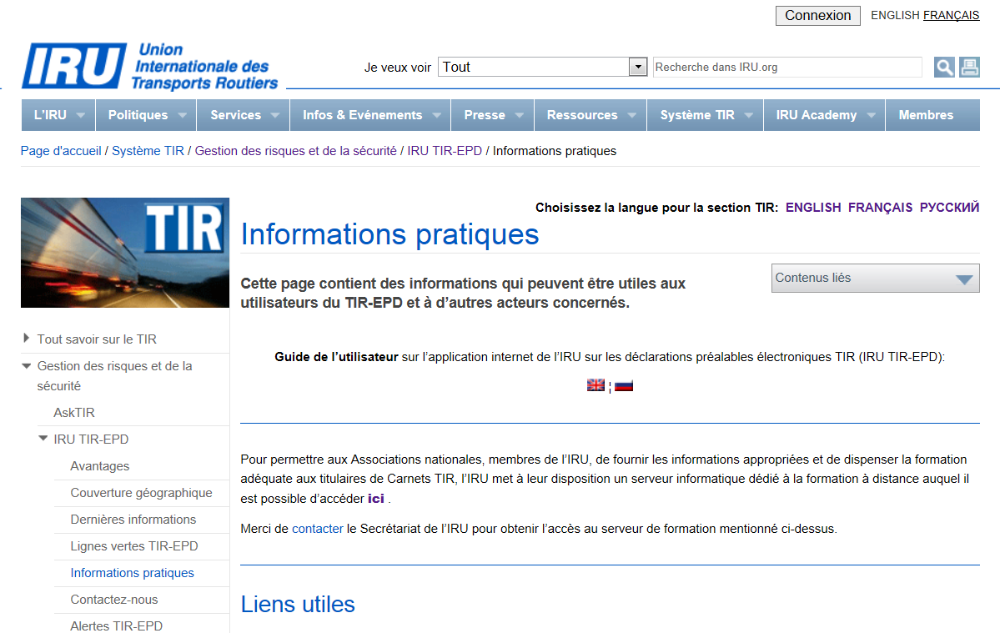 Connexion ENGLISH FRANÇAIS
IRU Union
Internationale des
Transports Routiers
Je veux voir Tout Recherche dans IRU.org
L'IRU Politiques Services Infos & Evénements Presse Ressources Système TIR IRU Academy Membres
Page d'accueil / Système TIR / Gestion des risques et de la sécurité / IRU TIR-EPD / Informations pratiques
TIR
Choisissez la langue pour la section TIR: ENGLISH FRANÇAIS РУССКИЙ
Informations pratiques
Contenus liés
Cette page contient des informations qui peuvent être utiles aux
utilisateurs du TIR-EPD et à d’autres acteurs concernés.
Tout savoir sur le TIR
Gestion des risques et de la
sécurité
AskTIR
IRU TIR-EPD
Avantages
Couverture géographique
Dernières informations
Lignes vertes TIR-EPD
Informations pratiques
Contactez-nous
Alertes TIR-EPD
Guide de l’utilisateur sur l’application internet de l’IRU sur les déclarations préalables électroniques TIR (IRU TIR-EPD):
¦
Pour permettre aux Associations nationales, membres de l’IRU, de fournir les informations appropriées et de dispenser la formation
adéquate aux titulaires de Carnets TIR, l’IRU met à leur disposition un serveur informatique dédié à la formation à distance auquel il
est possible d’accéder ici .
Merci de contacter le Secrétariat de l’IRU pour obtenir l’accès au serveur de formation mentionné ci-dessus.
Liens utiles